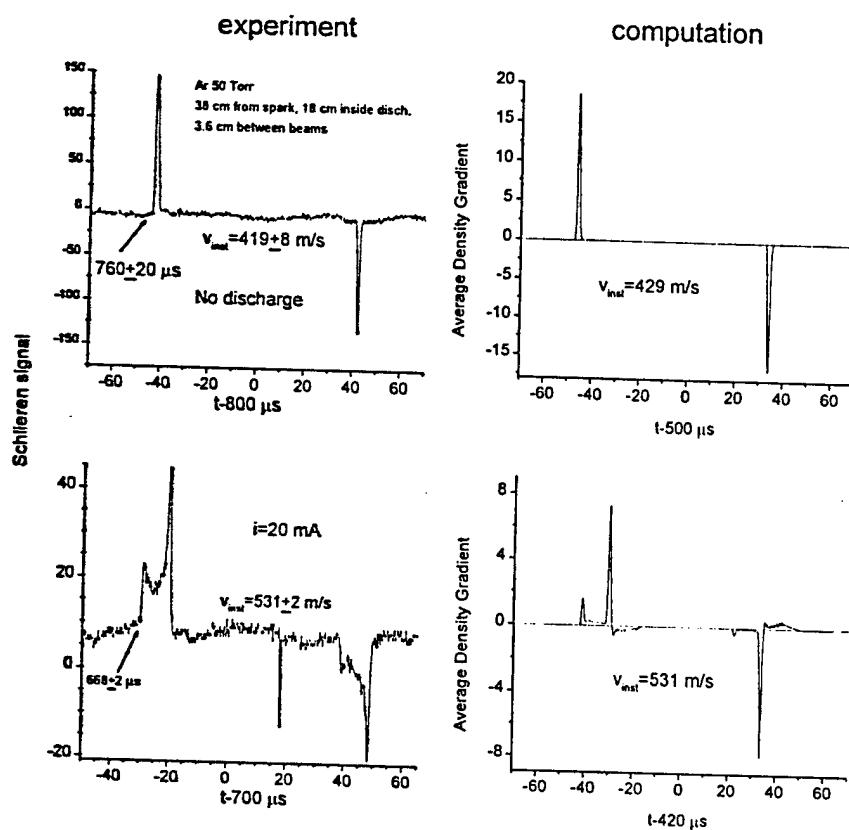 experiment
computation
Schlieren signal
150
100
50
0
-50
-100
-150
Ar 50 Torr
38 cm from spark, 18 cm inside disch.
3.6 cm between beams
v_inst=419±8 m/s
760±20 μs
No discharge
-60 -40 -20 0 20 40 60
t-800 μs
Average Density Gradient
20
15
10
5
0
-5
-10
-15
v_inst=429 m/s
-60 -40 -20 0 20 40 60
t-500 μs
40
20
0
-20
i=20 mA
v_inst=531±2 m/s
668±2 μs
-40 -20 0 20 40 60
t-700 μs
Average Density Gradient
8
4
0
-4
-8
v_inst=531 m/s
-60 -40 -20 0 20 40 60
t-420 μs